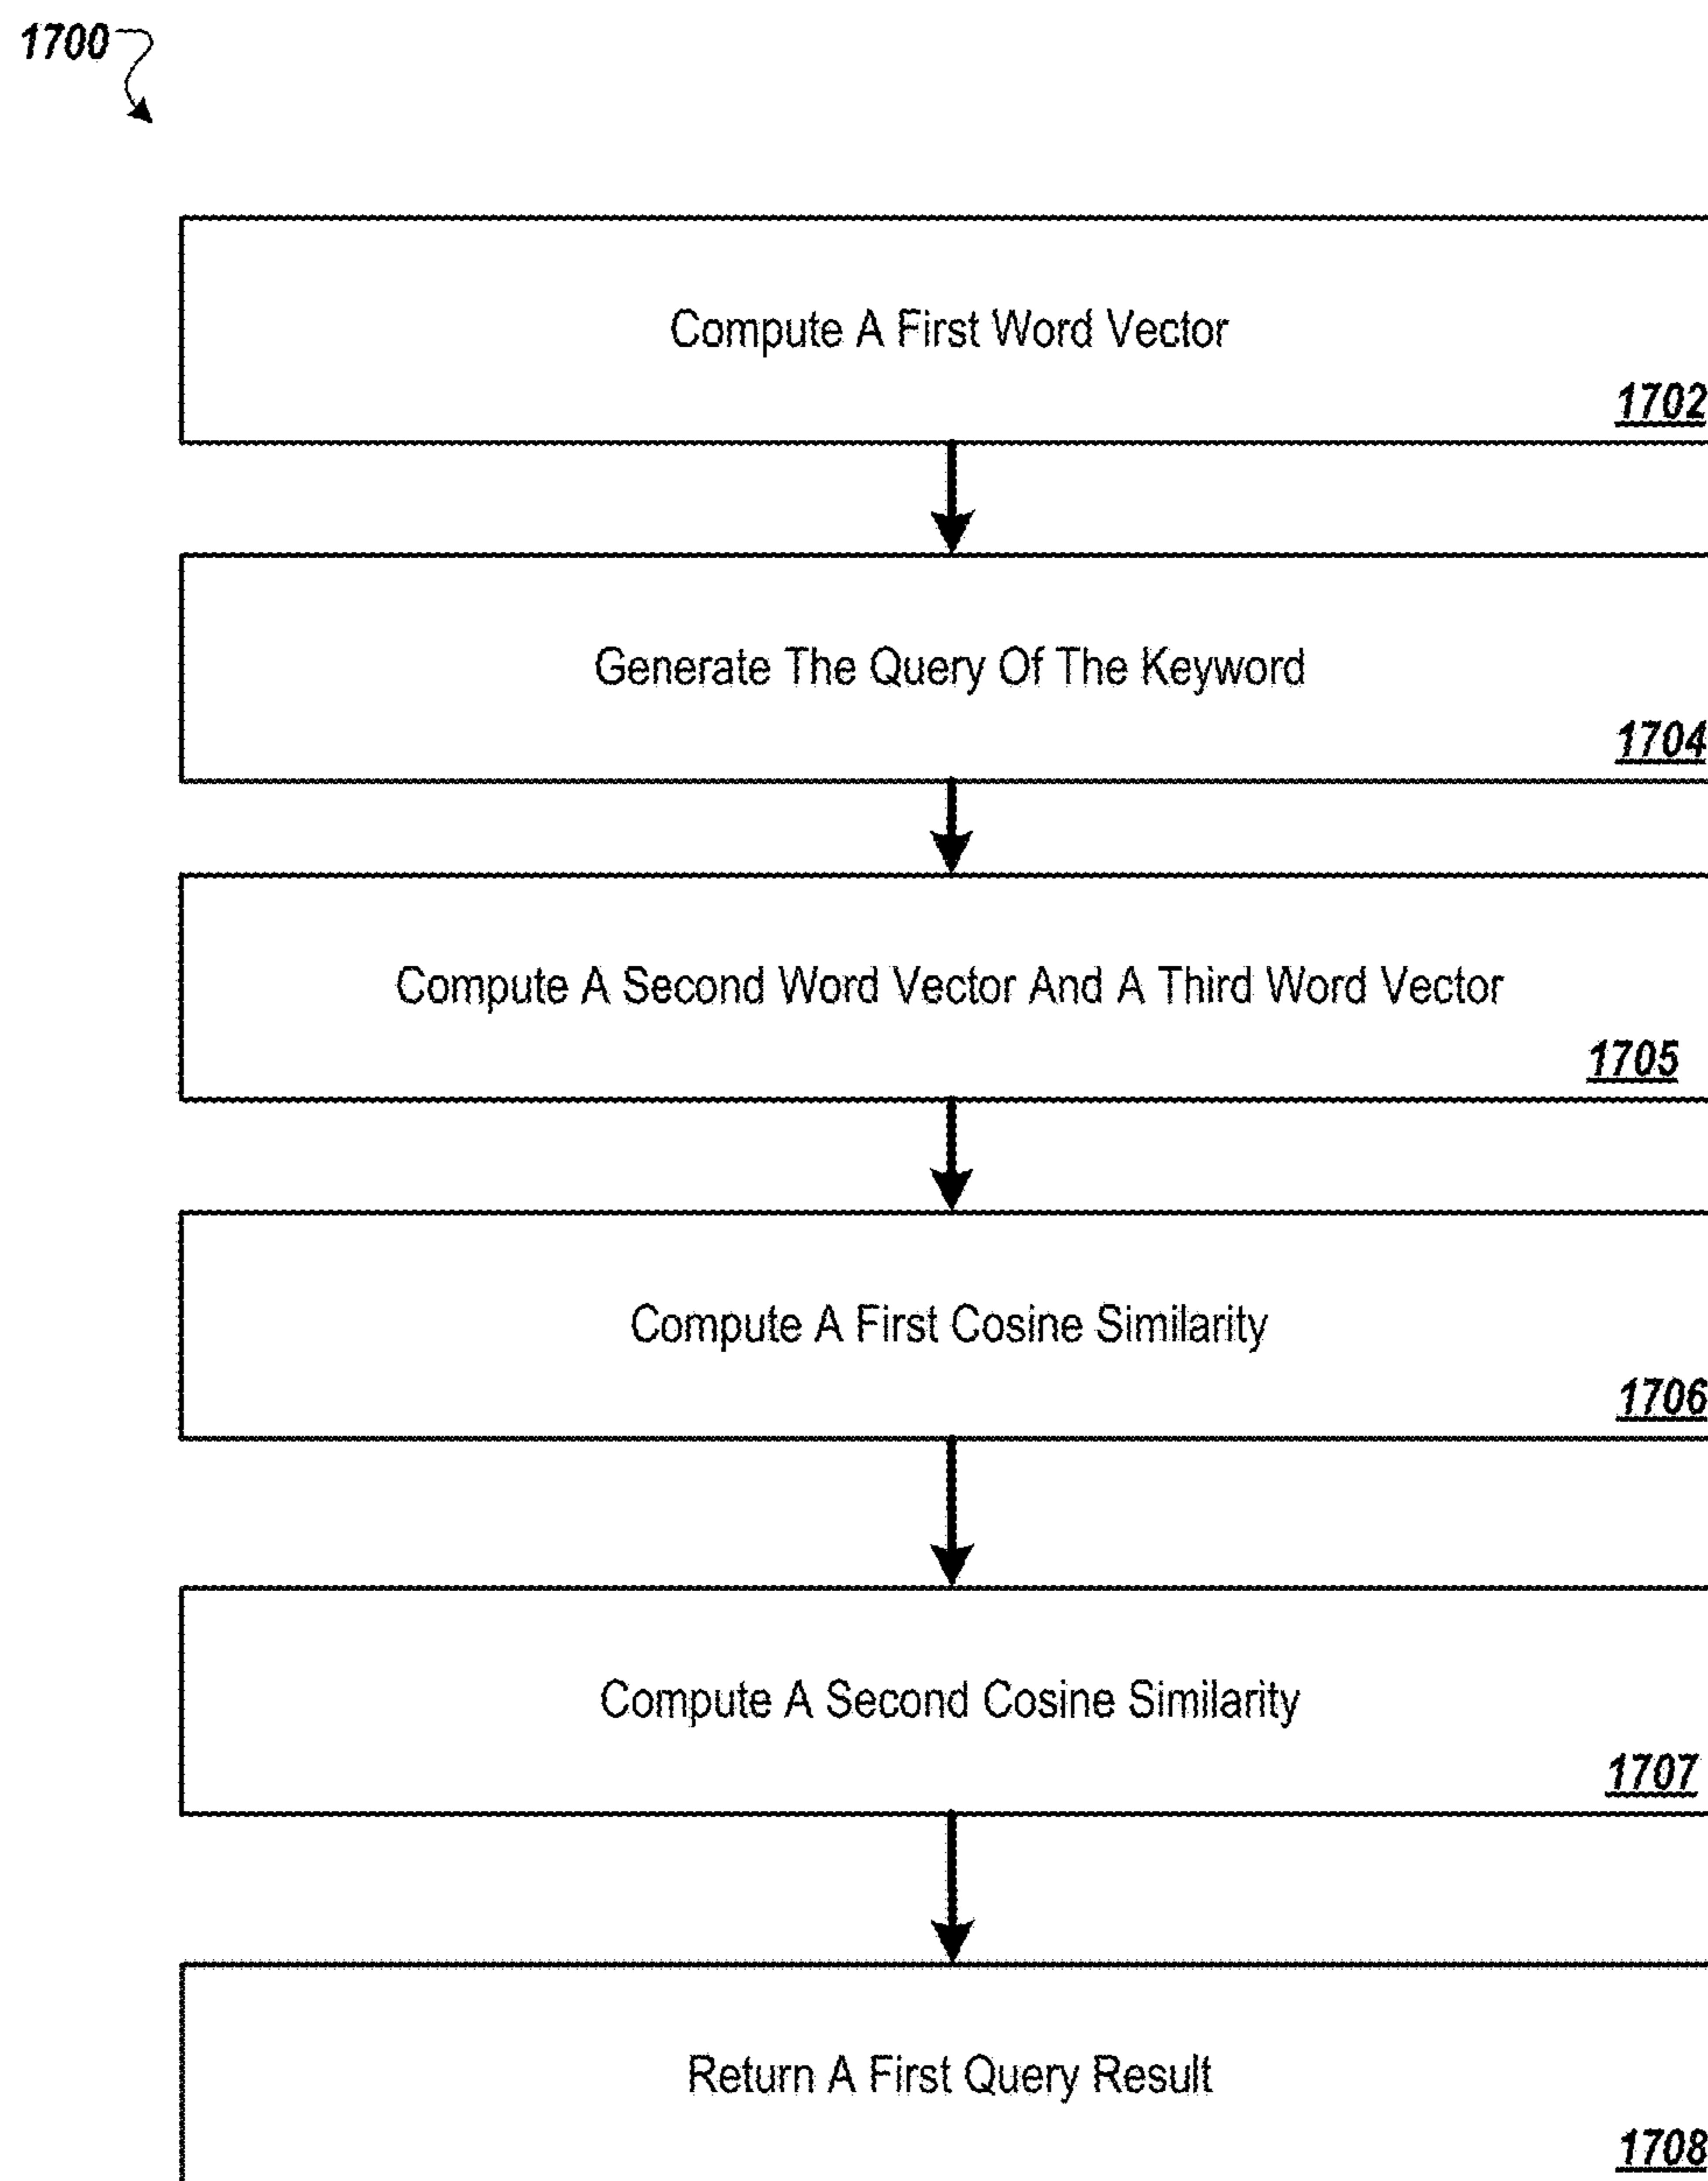 1700
Compute A First Word Vector
1702
Generate The Query Of The Keyword
1704
Compute A Second Word Vector And A Third Word Vector
1705
Compute A First Cosine Similarity
1706
Compute A Second Cosine Similarity
1707
Return A First Query Result
1708